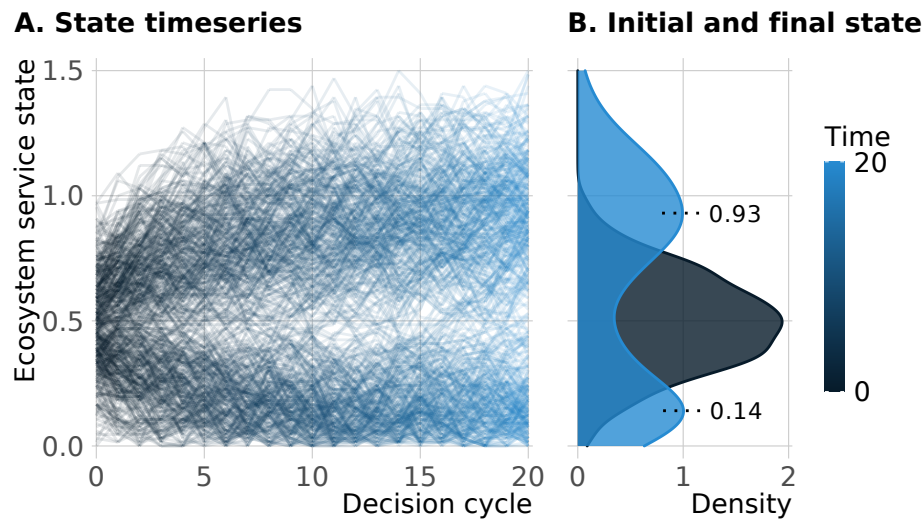 A. State timeseries
B. Initial and final state
Ecosystem service state
1.5
1.0
0.5
0.0
0 5 10 15 20
Decision cycle
0.93
0.14
0 1 2
Density
Time
20
0